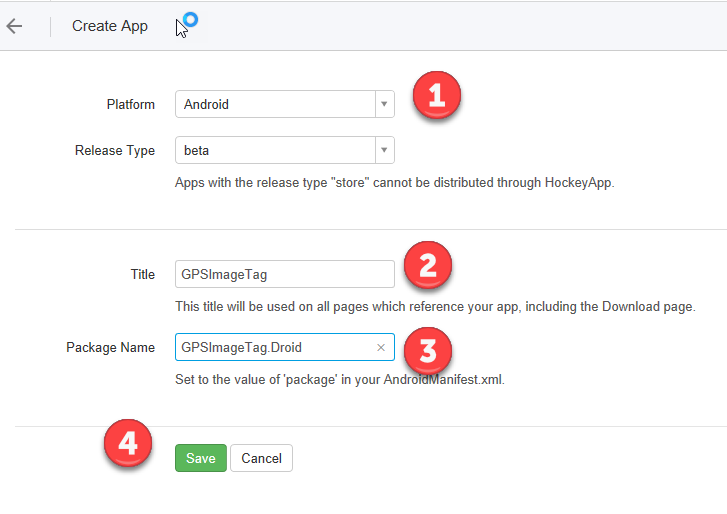 Create App
Platform Android 1
Release Type beta
Apps with the release type "store" cannot be distributed through HockeyApp.
Title GPSImageTag 2
This title will be used on all pages which reference your app, including the Download page.
Package Name GPSImageTag.Droid × 3
Set to the value of 'package' in your AndroidManifest.xml.
4 Save Cancel